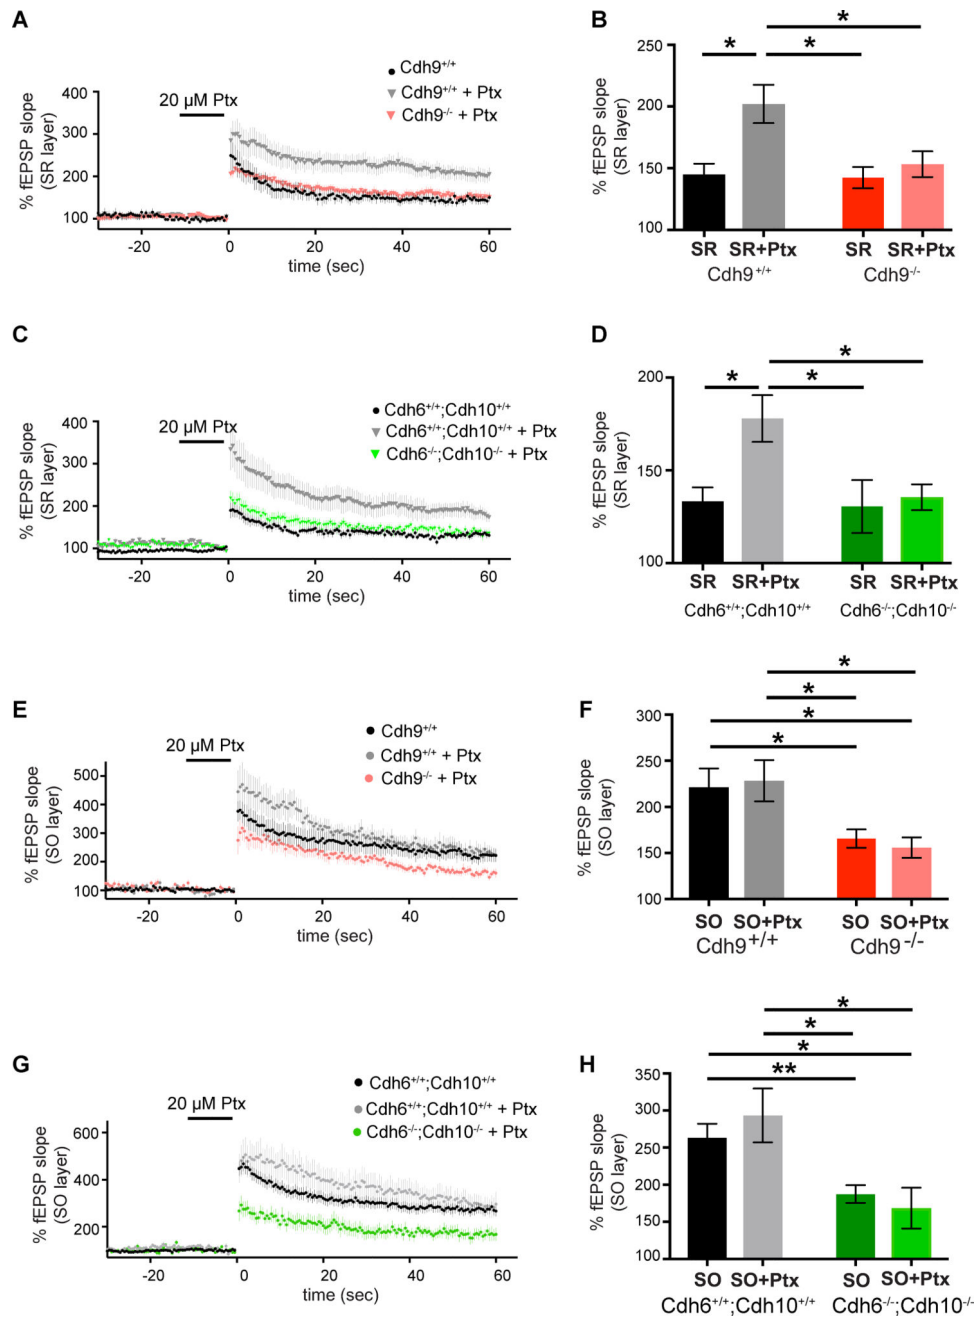 A
Cdh9+/+
Cdh9+/+ + Ptx
Cdh9-/- + Ptx
20 µM Ptx
% fEPSP slope
(SR layer)
400
300
200
100
-20 0 20 40 60
time (sec)
B
* * *
% fEPSP slope
(SR layer)
250
200
150
100
SR SR+Ptx SR SR+Ptx
Cdh9+/+ Cdh9-/-
C
Cdh6+/+;Cdh10+/+
Cdh6+/+;Cdh10+/+ + Ptx
Cdh6-/-;Cdh10-/- + Ptx
20 µM Ptx
% fEPSP slope
(SR layer)
400
300
200
100
-20 0 20 40 60
time (sec)
D
* * *
% fEPSP slope
(SR layer)
200
150
100
SR SR+Ptx SR SR+Ptx
Cdh6+/+;Cdh10+/+ Cdh6-/-;Cdh10-/-
E
Cdh9+/+
Cdh9+/+ + Ptx
Cdh9-/- + Ptx
20 µM Ptx
% fEPSP slope
(SO layer)
500
400
300
200
100
-20 0 20 40 60
time (sec)
F
*
*
*
*
% fEPSP slope
(SO layer)
300
250
200
150
100
SO SO+Ptx SO SO+Ptx
Cdh9+/+ Cdh9-/-
G
Cdh6+/+;Cdh10+/+
Cdh6+/+;Cdh10+/+ + Ptx
Cdh6-/-;Cdh10-/- + Ptx
20 µM Ptx
% fEPSP slope
(SO layer)
600
400
200
-20 0 20 40 60
time (sec)
H
*
*
*
**
% fEPSP slope
(SO layer)
350
300
250
200
150
100
SO SO+Ptx SO SO+Ptx
Cdh6+/+;Cdh10+/+ Cdh6-/-;Cdh10-/-